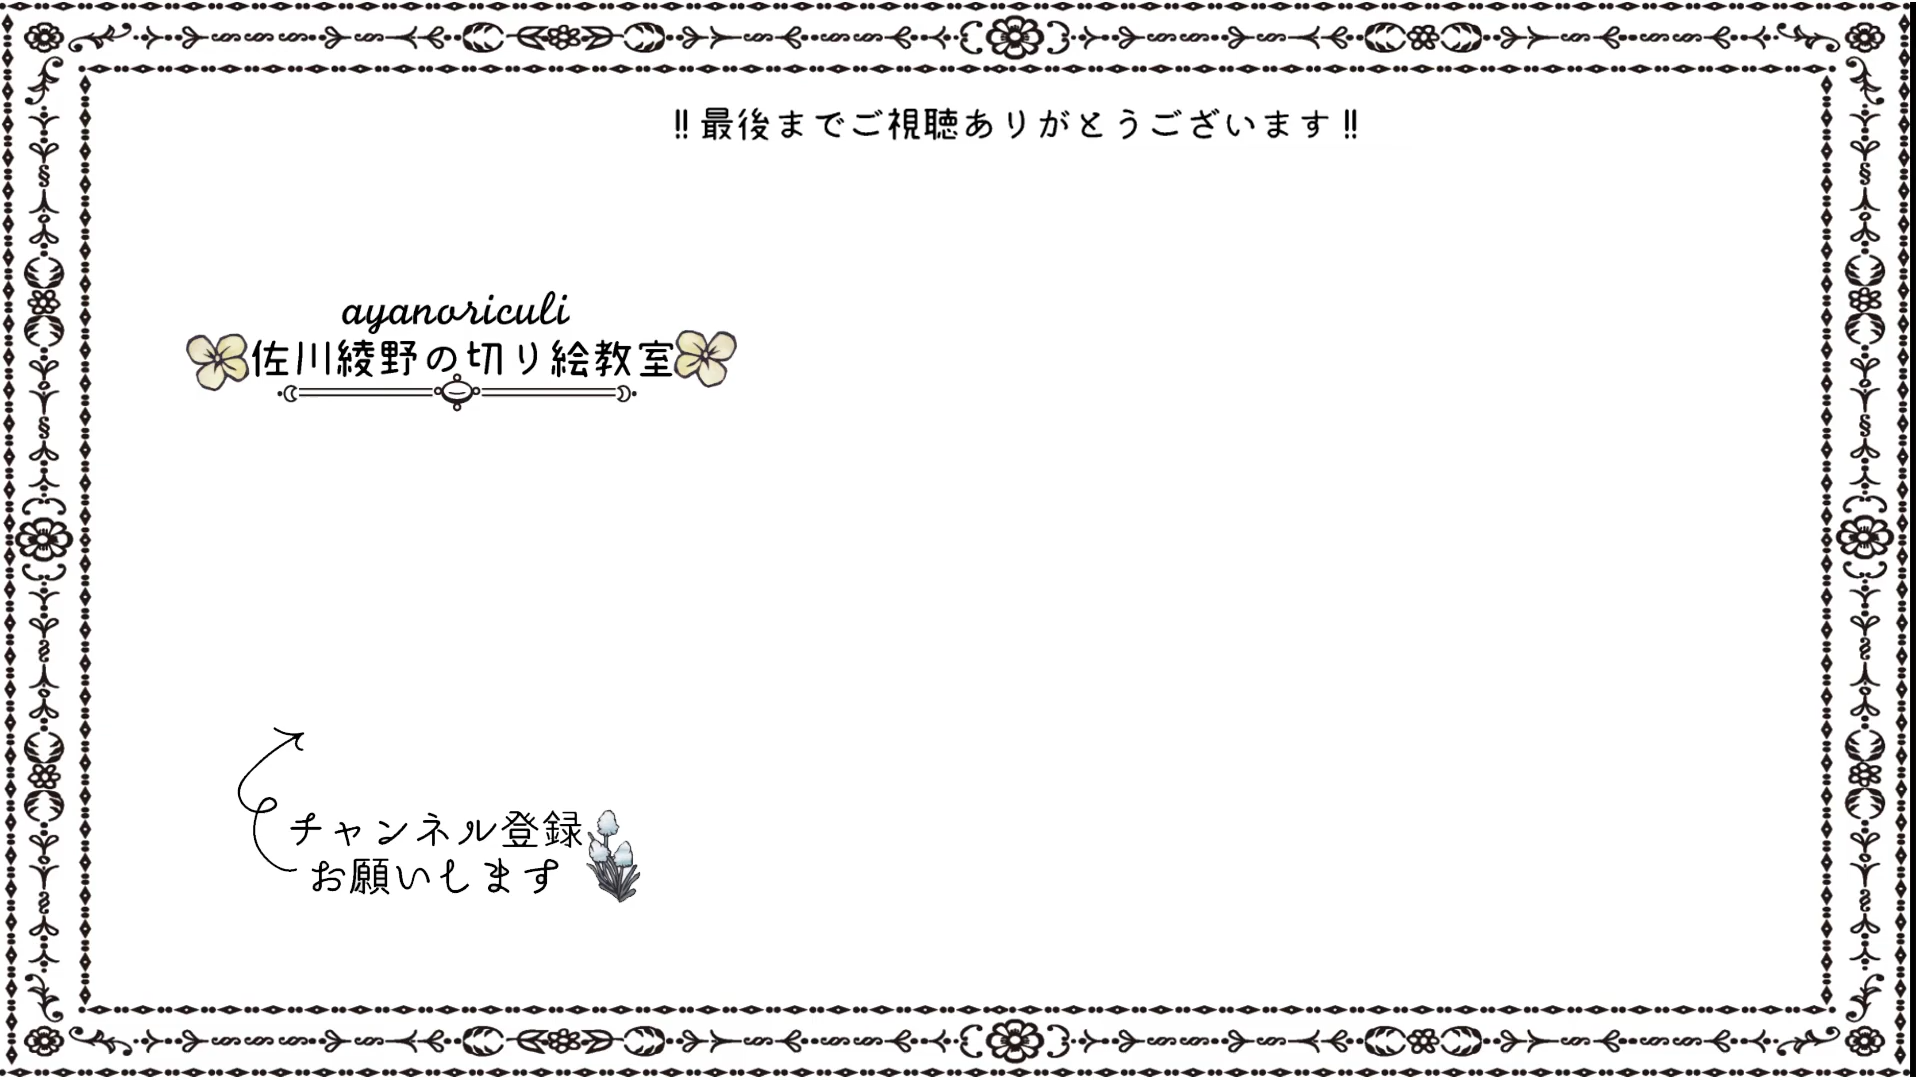 ‼最後までご視聴ありがとうございます‼
ayanoriculi
佐川綾野の切り絵教室
チャンネル登録
お願いします